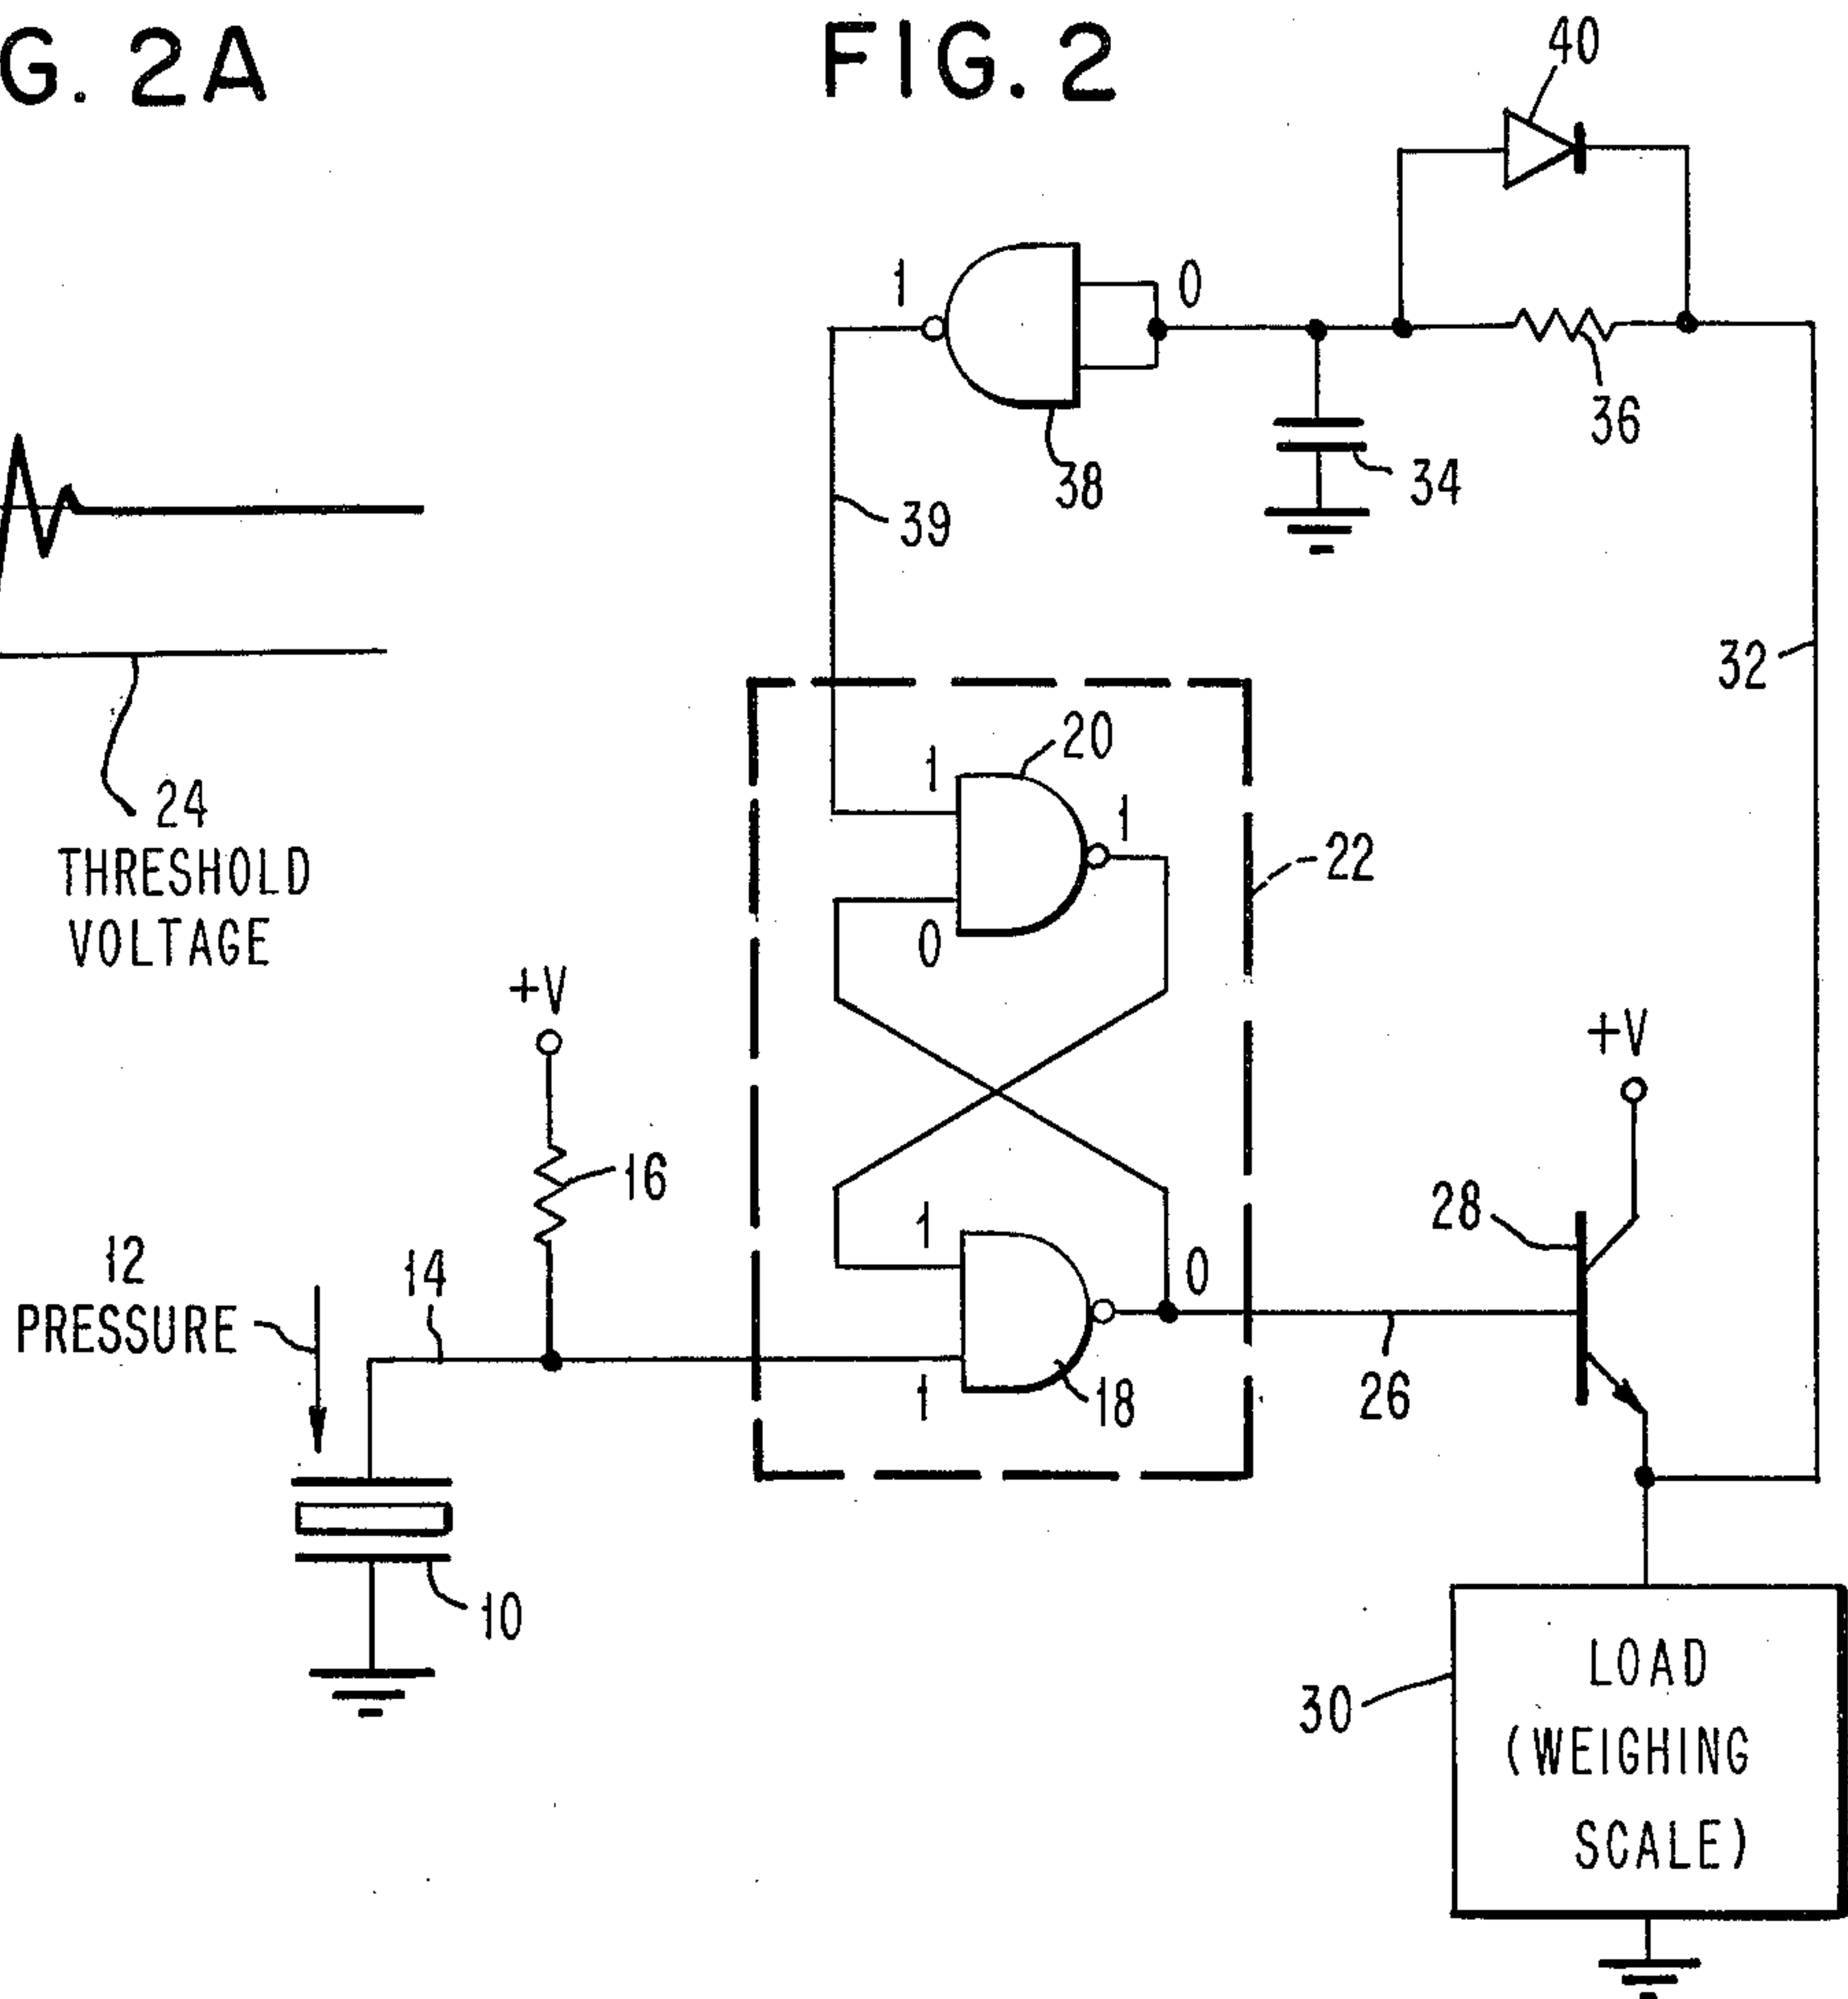 G. 2A
FIG. 2
40
1
0
36
38
34
39
32
1
20
1
24
THRESHOLD
VOLTAGE
22
0
+V
+V
16
28
12
PRESSURE
14
1
0
1
18
26
10
LOAD
(WEIGHING
SCALE)
30